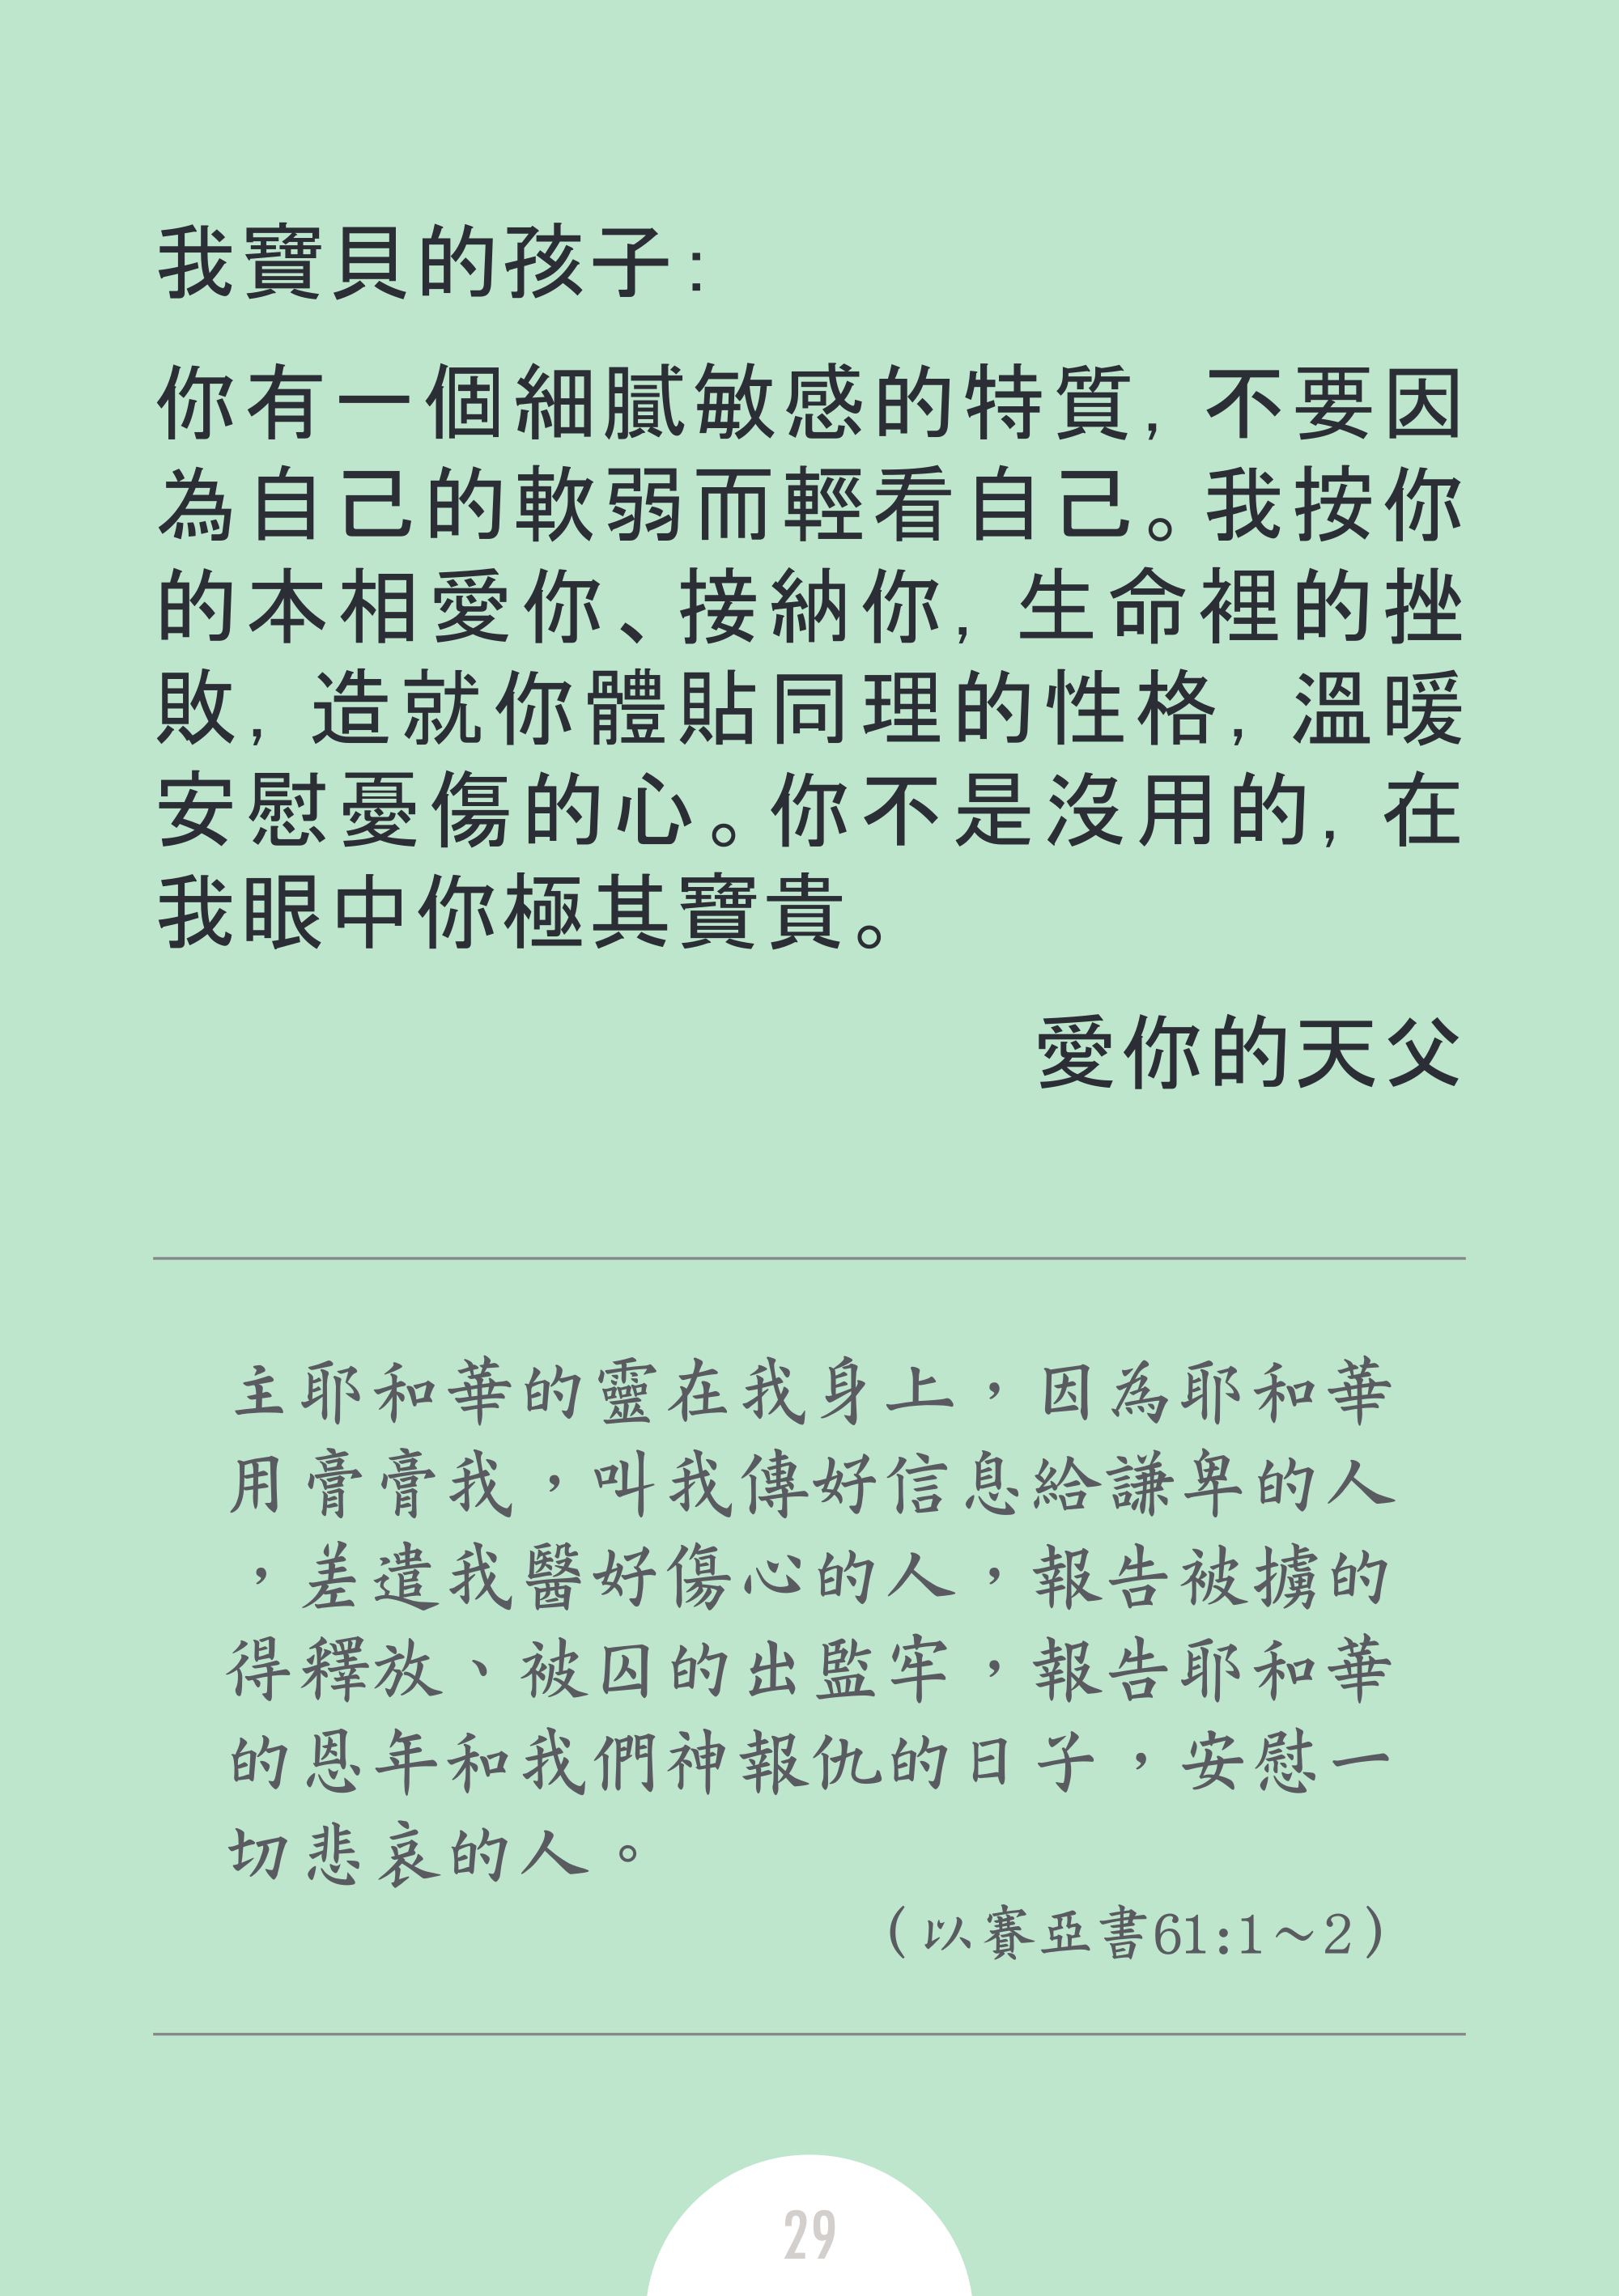 我寶貝的孩子：
你有一個細膩敏感的特質，不要因
為自己的軟弱而輕看自己。我按你
的本相愛你、接納你，生命裡的挫
敗，造就你體貼同理的性格，溫暖
安慰憂傷的心。你不是沒用的，在
我眼中你極其寶貴。
愛你的天父
主耶和華的靈在我身上，因為耶和華
用膏膏我，叫我傳好信息給謙卑的人
，差遣我醫好傷心的人，報告被擄的
得釋放、被囚的出監牢，報告耶和華
的恩年和我們神報仇的日子，安慰一
切悲哀的人。
（以賽亞書61:1～2）
29